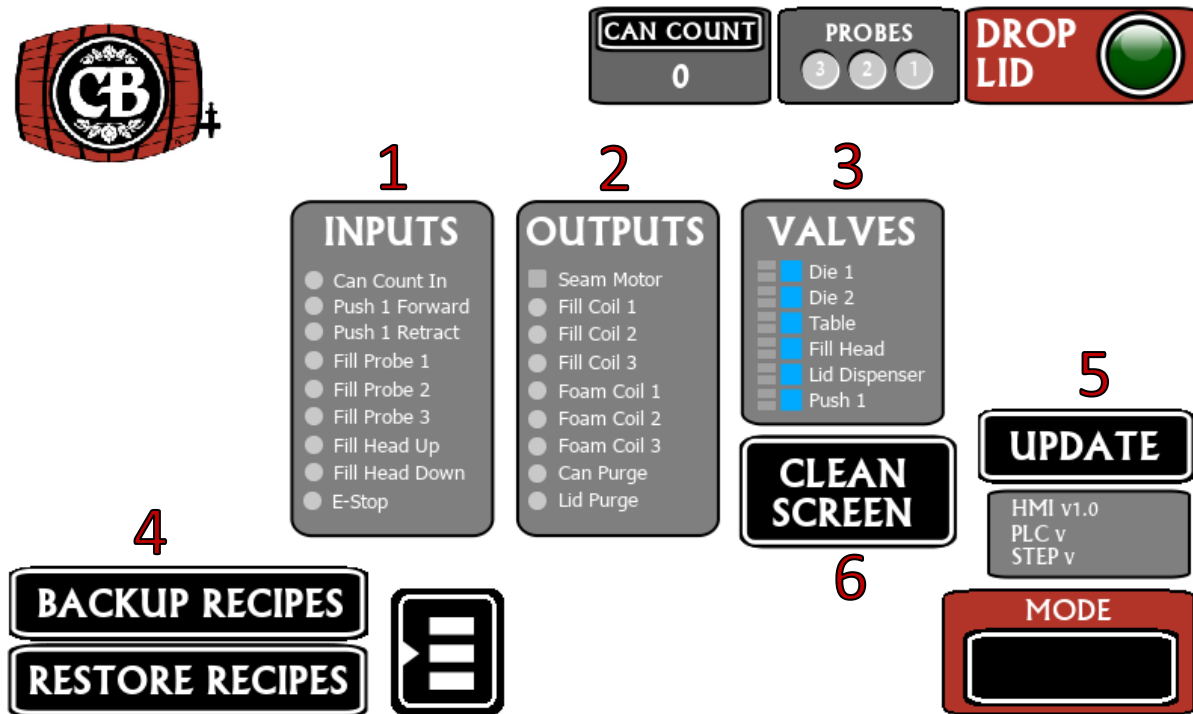 CB
CAN COUNT
0
PROBES
3 2 1
DROP
LID
1
INPUTS
Can Count In
Push 1 Forward
Push 1 Retract
Fill Probe 1
Fill Probe 2
Fill Probe 3
Fill Head Up
Fill Head Down
E-Stop
2
OUTPUTS
Seam Motor
Fill Coil 1
Fill Coil 2
Fill Coil 3
Foam Coil 1
Foam Coil 2
Foam Coil 3
Can Purge
Lid Purge
3
VALVES
Die 1
Die 2
Table
Fill Head
Lid Dispenser
Push 1
CLEAN
SCREEN
6
5
UPDATE
HMI v1.0
PLC v
STEP v
4
BACKUP RECIPES
RESTORE RECIPES
MODE